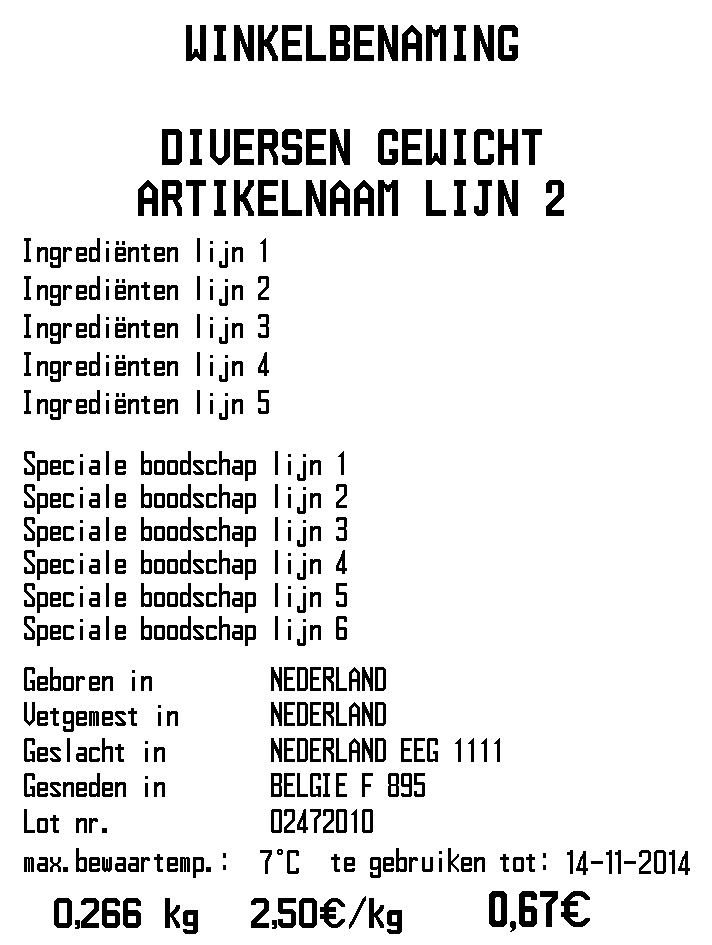 WINKELBENAMING
DIVERSEN GEWICHT
ARTIKELNAAM LIJN 2
Ingrediënten lijn 1
Ingrediënten lijn 2
Ingrediënten lijn 3
Ingrediënten lijn 4
Ingrediënten lijn 5
Speciale boodschap lijn 1
Speciale boodschap lijn 2
Speciale boodschap lijn 3
Speciale boodschap lijn 4
Speciale boodschap lijn 5
Speciale boodschap lijn 6
Geboren in NEDERLAND
Vetgemest in NEDERLAND
Geslacht in NEDERLAND EEG 1111
Gesneden in BELGIE F 895
Lot nr. 02472010
max.bewaartemp.: 7°C te gebruiken tot: 14-11-2014
0,266 kg 2,50€/kg 0,67€